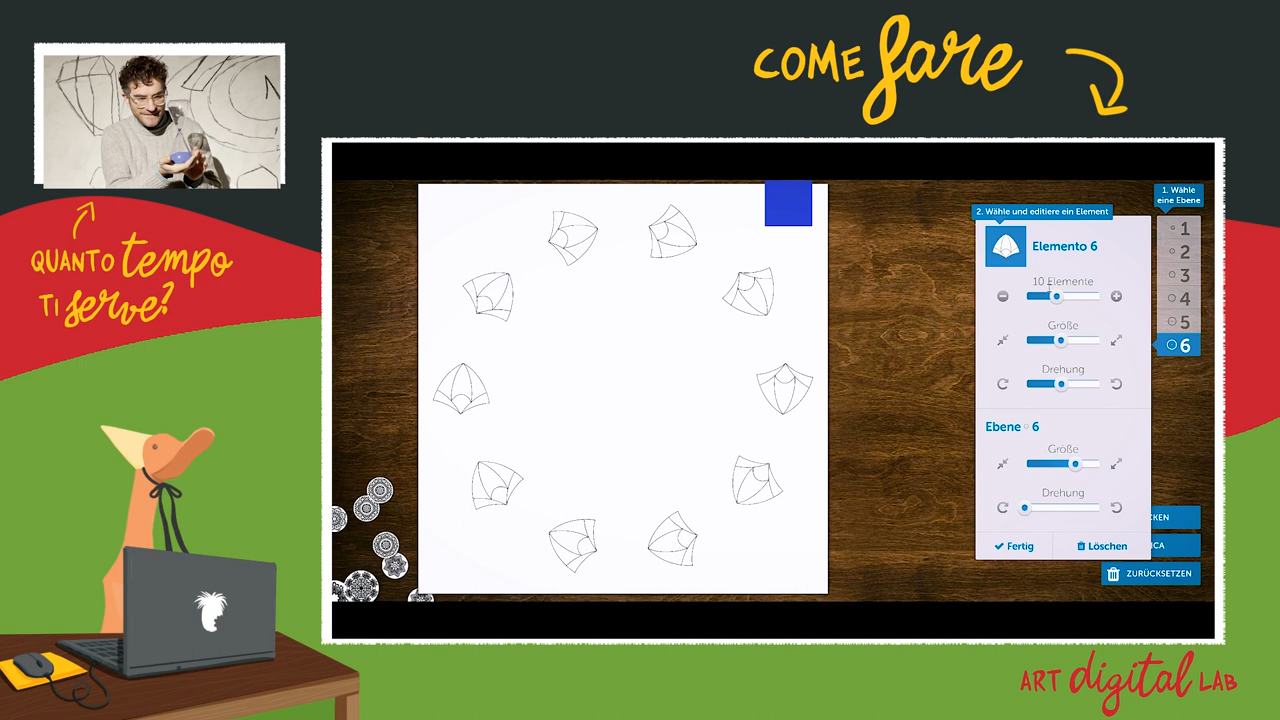 COME fare
QUANTO tempo
TI serve?
1. Wähle
eine Ebene
2. Wähle und editiere ein Element
Elemento 6
10 Elemente
Größe
Drehung
Ebene 6
Größe
Drehung
Fertig
Löschen
1
2
3
4
5
6
CKEN
ICA
ZURÜCKSETZEN
ART digital LAB